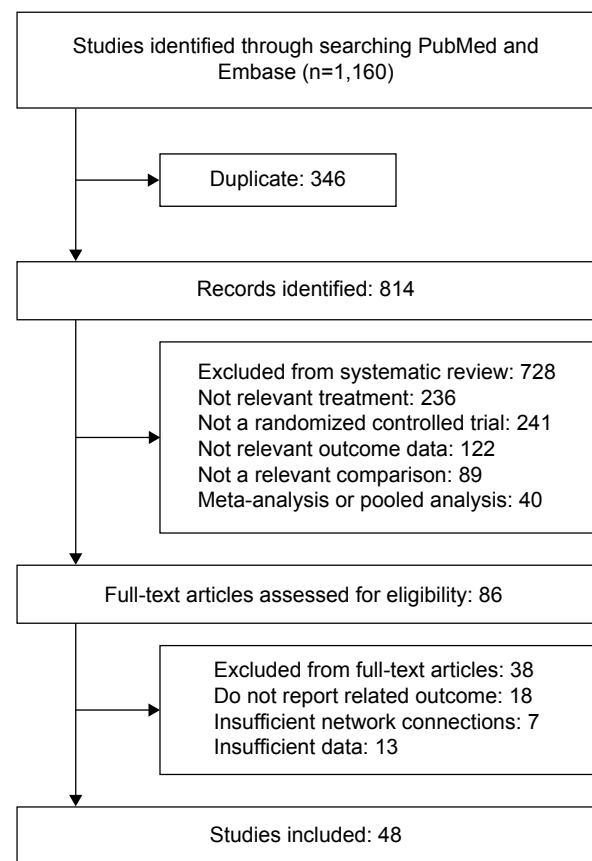 Studies identified through searching PubMed and
Embase (n=1,160)
Duplicate: 346
Records identified: 814
Excluded from systematic review: 728
Not relevant treatment: 236
Not a randomized controlled trial: 241
Not relevant outcome data: 122
Not a relevant comparison: 89
Meta-analysis or pooled analysis: 40
Full-text articles assessed for eligibility: 86
Excluded from full-text articles: 38
Do not report related outcome: 18
Insufficient network connections: 7
Insufficient data: 13
Studies included: 48